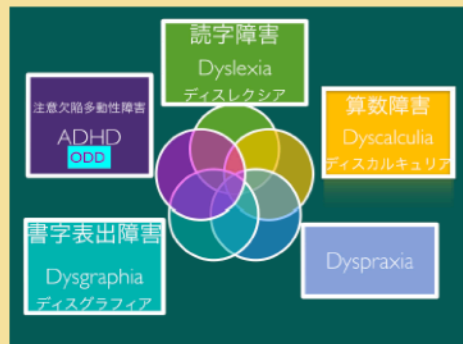 読字障害
Dyslexia
ディスレクシア
注意欠陥多動性障害
ADHD
ODD
算数障害
Dyscalculia
ディスカルキュリア
書字表出障害
Dysgraphia
ディスグラフィア
Dyspraxia